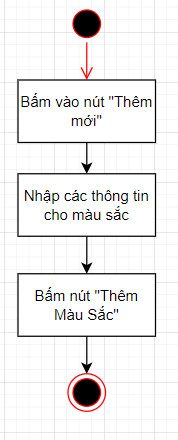 Bấm vào nút "Thêm
mới"
Nhập các thông tin
cho màu sắc
Bấm nút "Thêm
Màu Sắc"